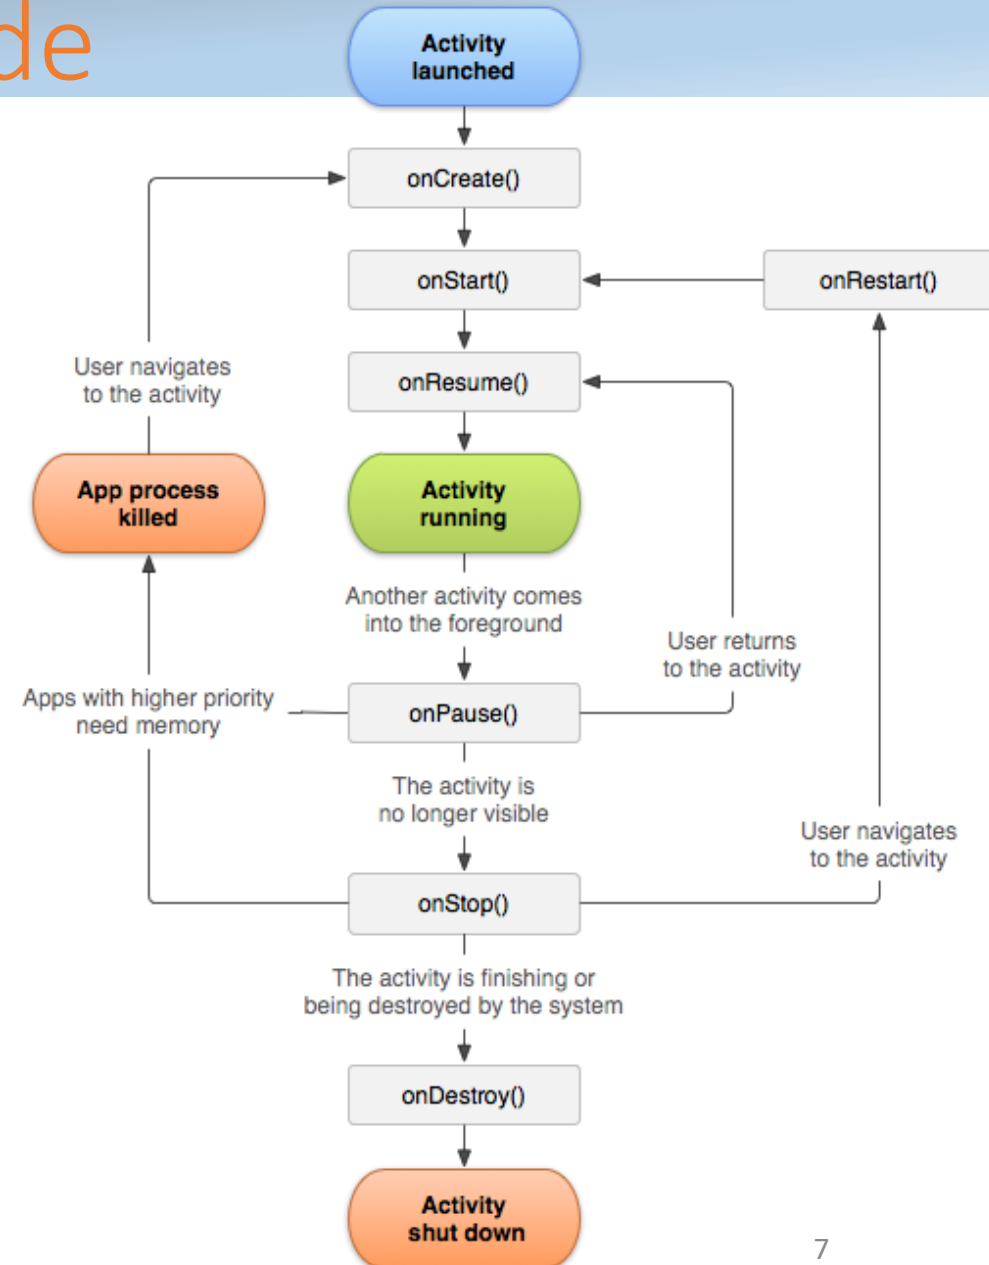 de
Activity
launched
onCreate()
onStart()
onRestart()
User navigates
to the activity
onResume()
App process
killed
Activity
running
Another activity comes
into the foreground
User returns
to the activity
Apps with higher priority
need memory
onPause()
The activity is
no longer visible
User navigates
to the activity
onStop()
The activity is finishing or
being destroyed by the system
onDestroy()
Activity
shut down
7